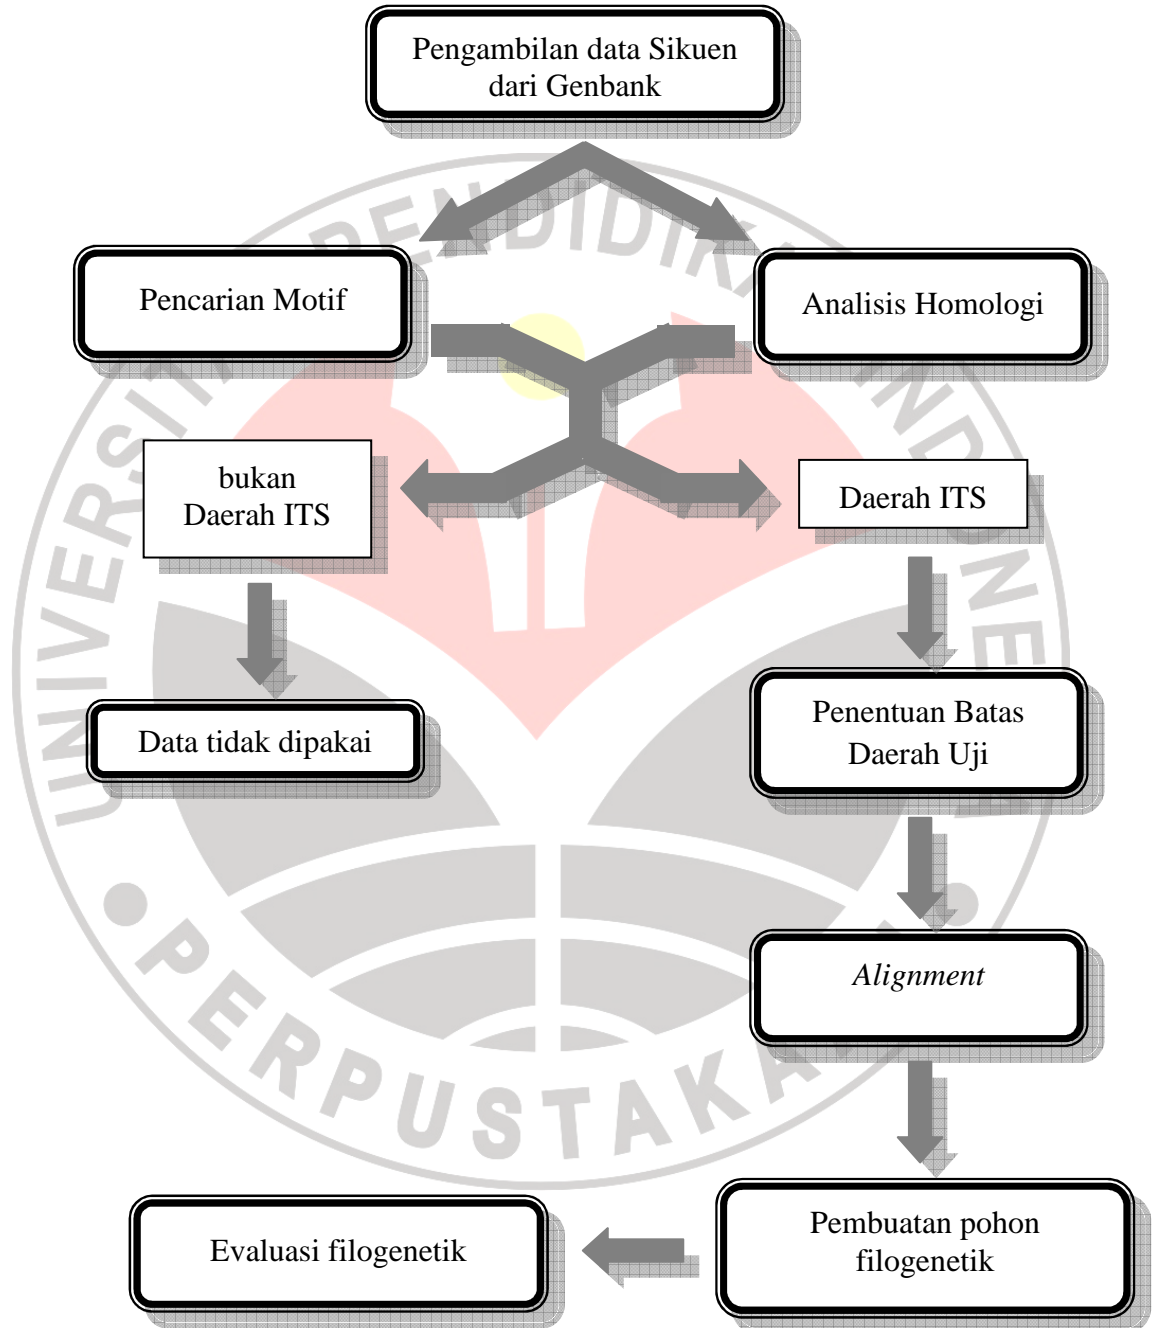 Pengambilan data Sikuen
dari Genbank
Pencarian Motif
Analisis Homologi
bukan
Daerah ITS
Daerah ITS
Data tidak dipakai
Penentuan Batas
Daerah Uji
Alignment
Pembuatan pohon
filogenetik
Evaluasi filogenetik
UNIVERSITAS PENDIDIKAN INDONESIA
PERPUSTAKAAN